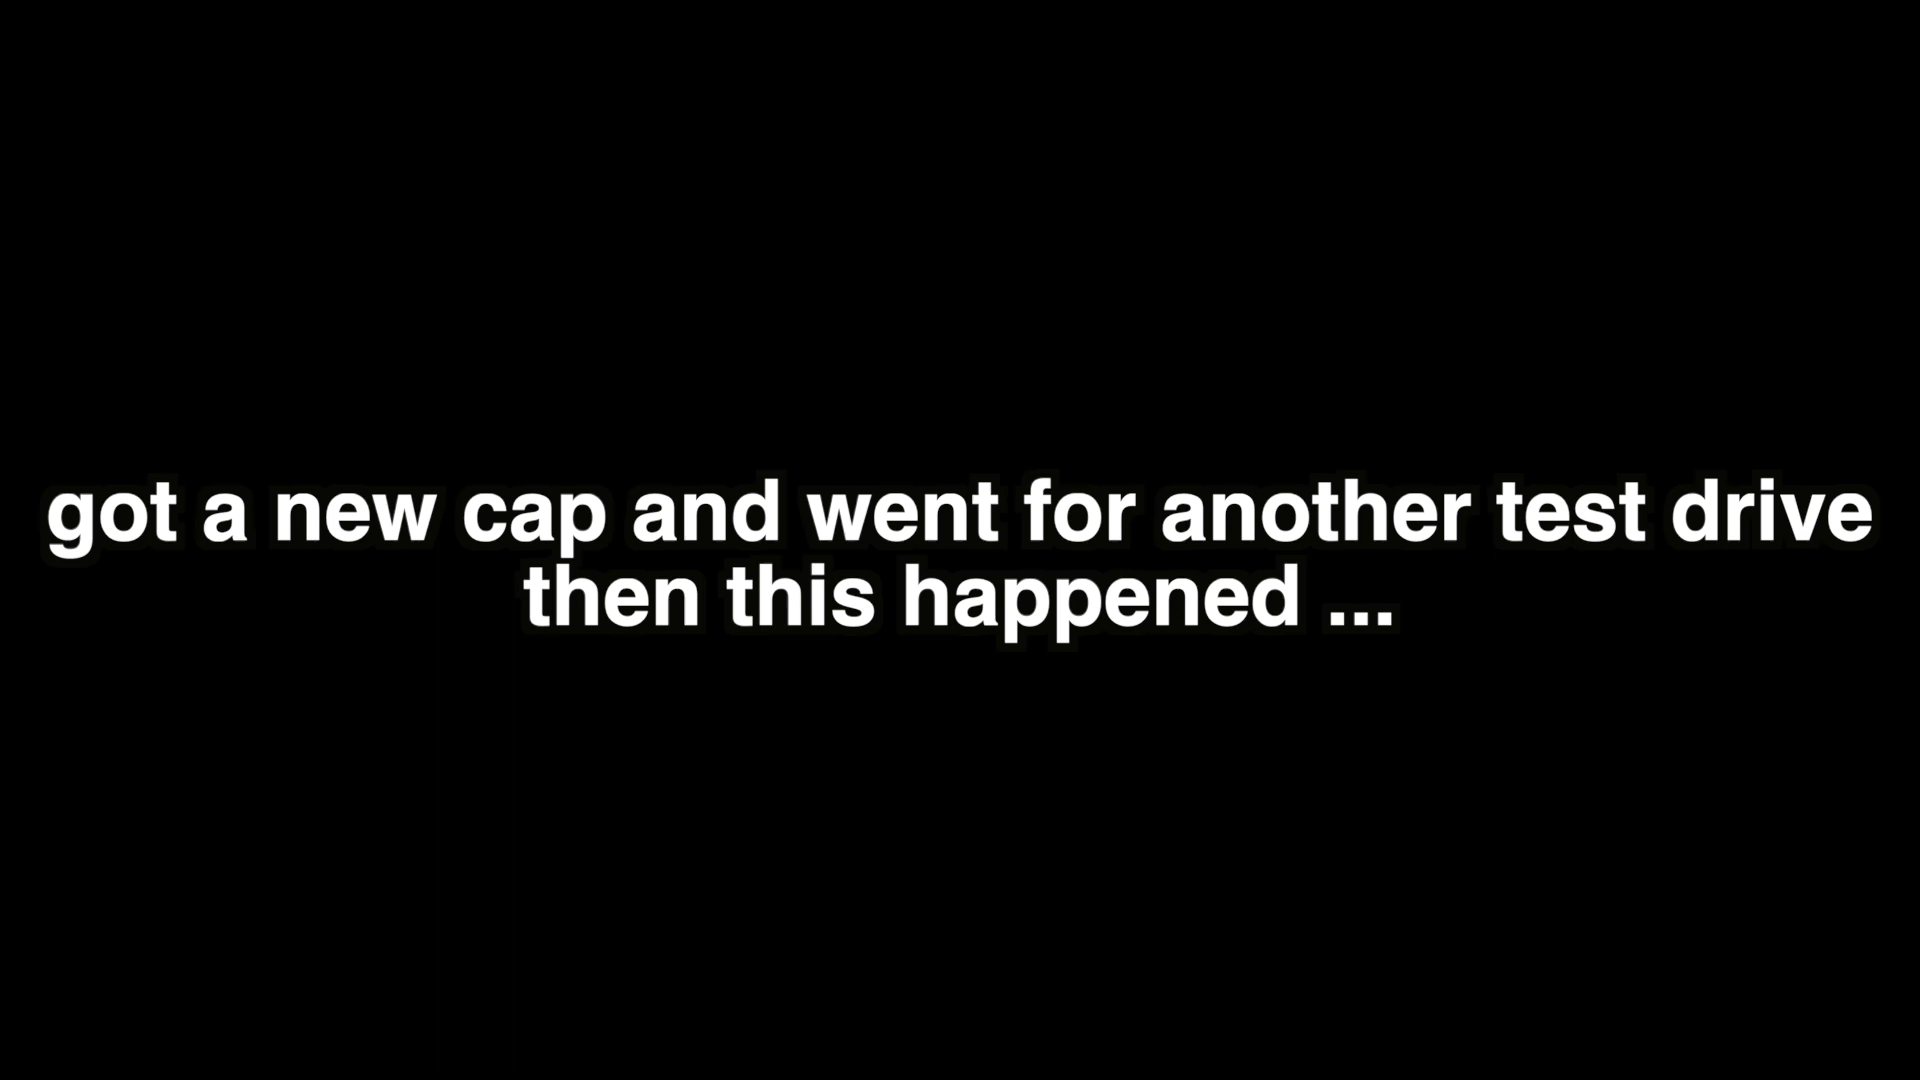 got a new cap and went for another test drive
then this happened ...